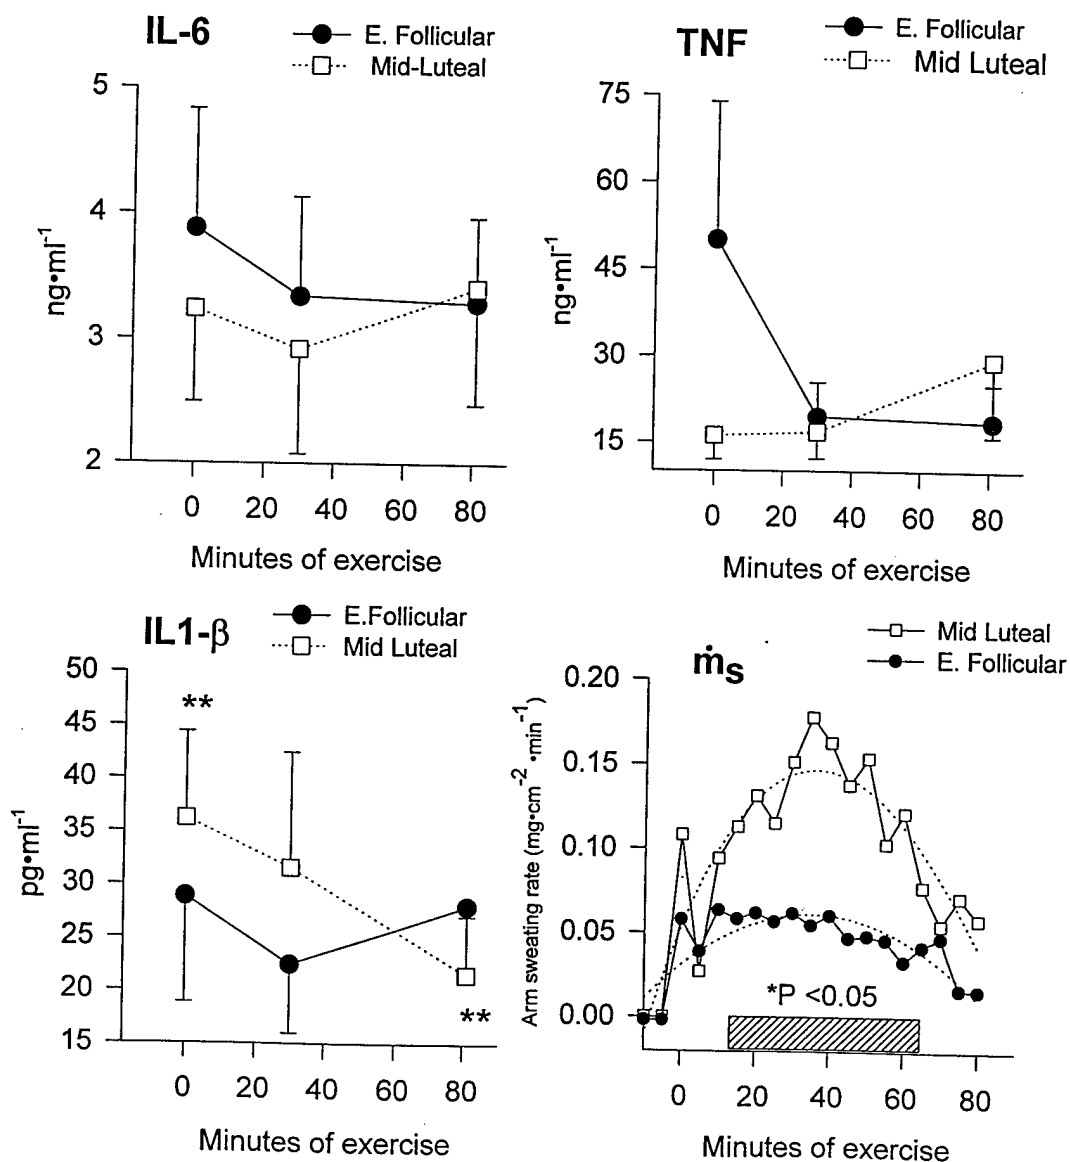 IL-6
E. Follicular
Mid-Luteal
5
4
3
2
ng•ml-1
0 20 40 60 80
Minutes of exercise
TNF
E. Follicular
Mid Luteal
75
60
45
30
15
ng•ml-1
0 20 40 60 80
Minutes of exercise
IL1-β
E.Follicular
Mid Luteal
50
45
40
35
30
25
20
15
pg•ml-1
**
**
0 20 40 60 80
Minutes of exercise
ṁs
Mid Luteal
E. Follicular
0.20
0.15
0.10
0.05
0.00
Arm sweating rate (mg•cm-2 •min-1)
*P <0.05
0 20 40 60 80
Minutes of exercise